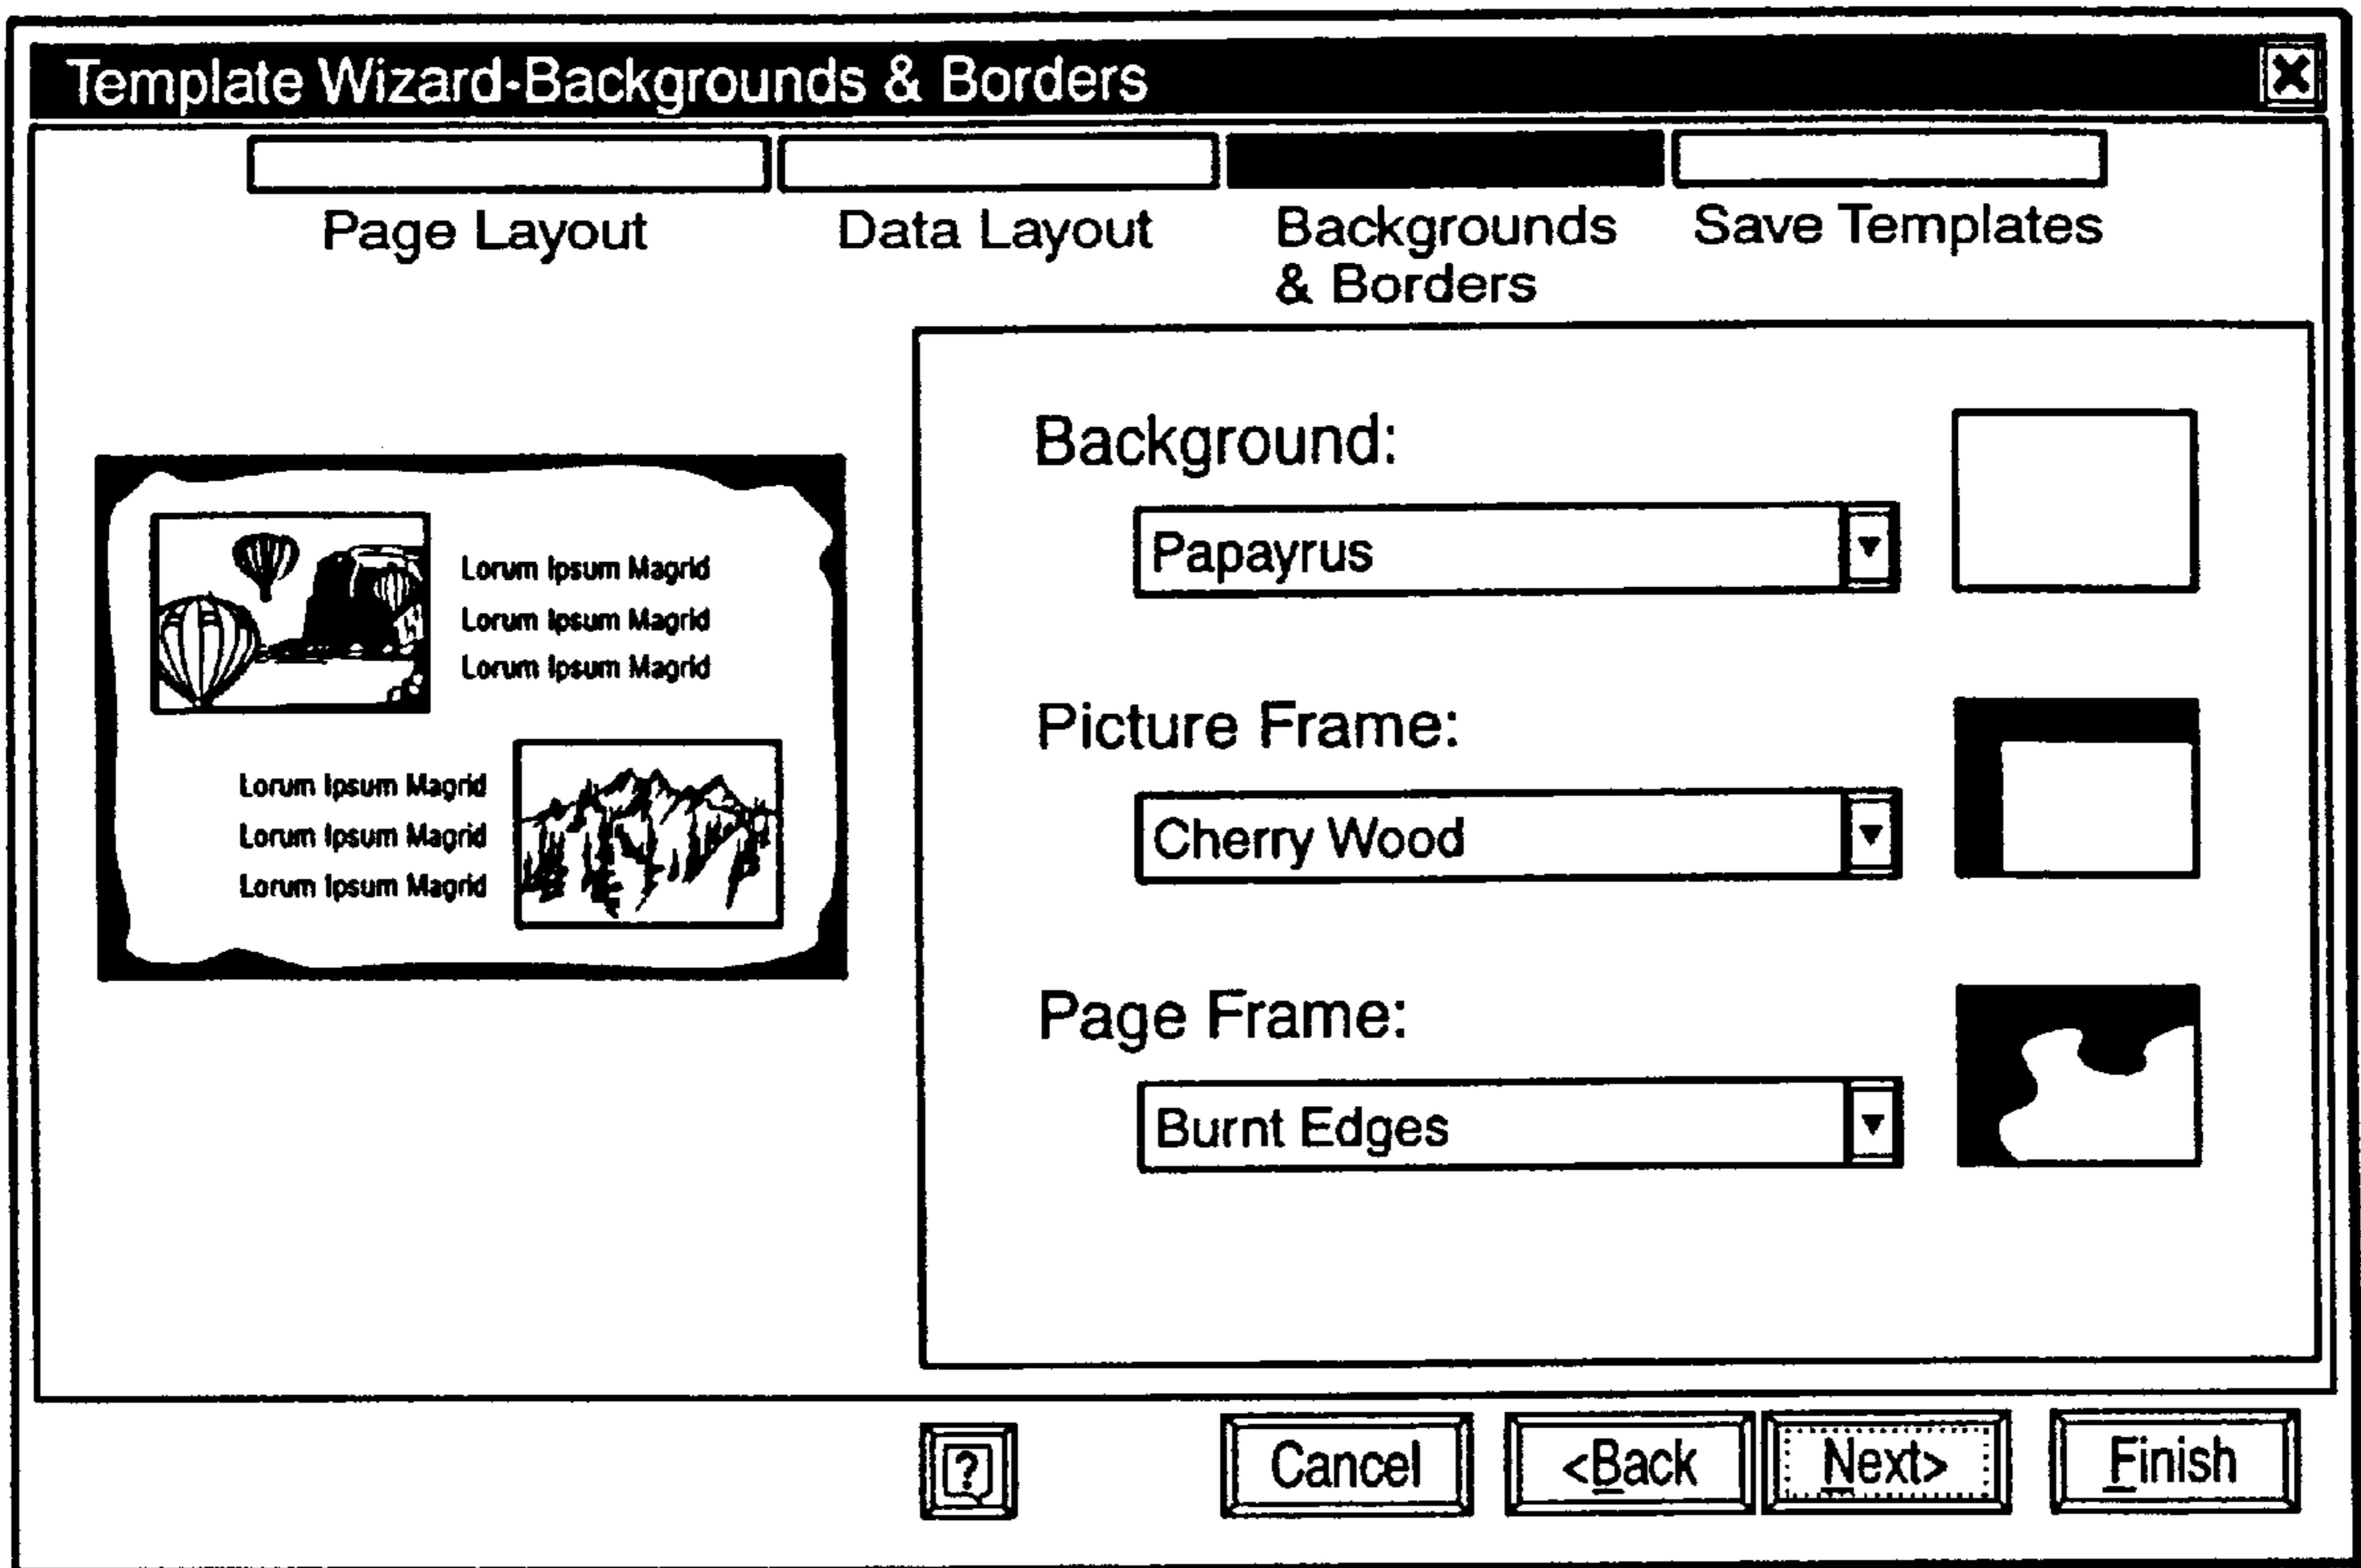 Template Wizard-Backgrounds & Borders
Page Layout
Data Layout
Backgrounds
& Borders
Save Templates
Lorum Ipsum Magrid
Lorum Ipsum Magrid
Lorum Ipsum Magrid
Lorum Ipsum Magrid
Lorum Ipsum Magrid
Lorum Ipsum Magrid
Background:
Papayrus
Picture Frame:
Cherry Wood
Page Frame:
Burnt Edges
?
Cancel
<Back
Next>
Finish